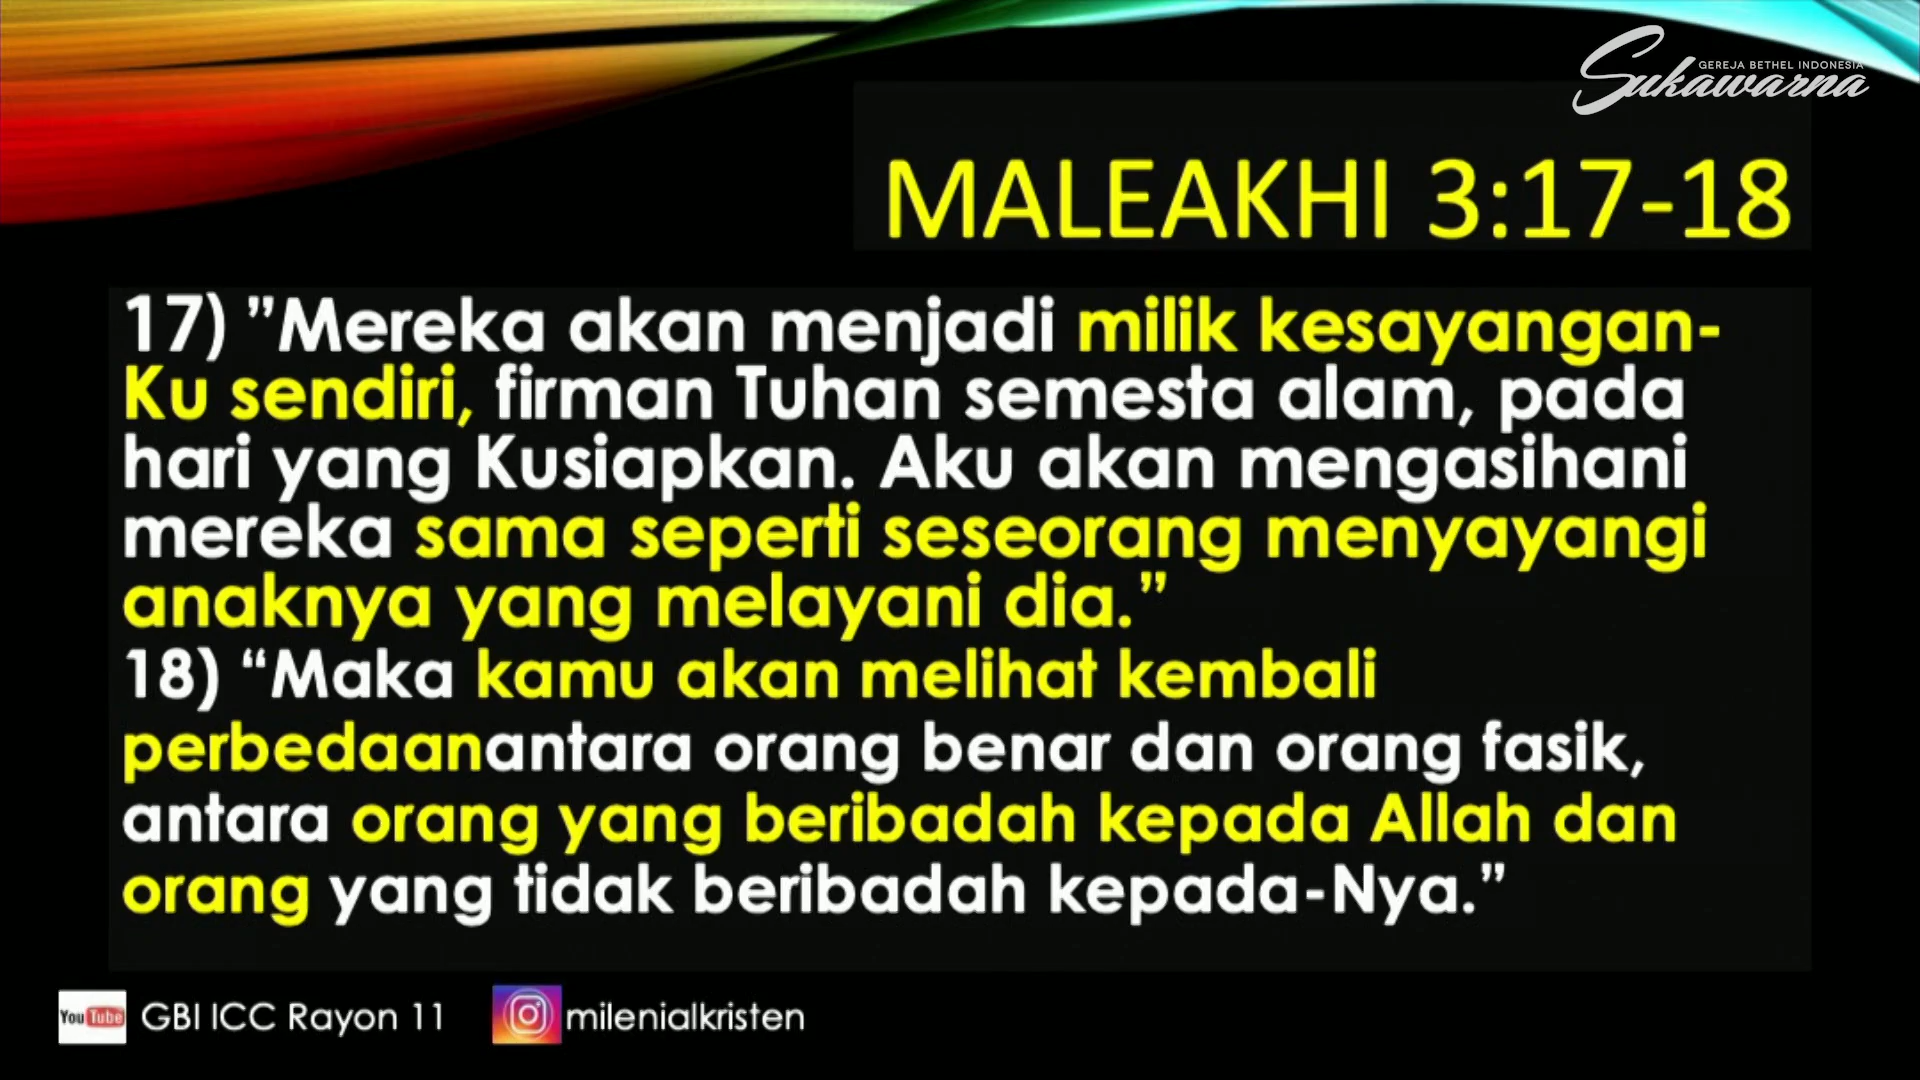 GEREJA BETHEL INDONESIA
Sukawarna
MALEAKHI 3:17-18
17) ”Mereka akan menjadi milik kesayangan-
Ku sendiri, firman Tuhan semesta alam, pada
hari yang Kusiapkan. Aku akan mengasihani
mereka sama seperti seseorang menyayangi
anaknya yang melayani dia.”
18) “Maka kamu akan melihat kembali
perbedaanantara orang benar dan orang fasik,
antara orang yang beribadah kepada Allah dan
orang yang tidak beribadah kepada-Nya.”
YouTube GBI ICC Rayon 11 milenialkristen